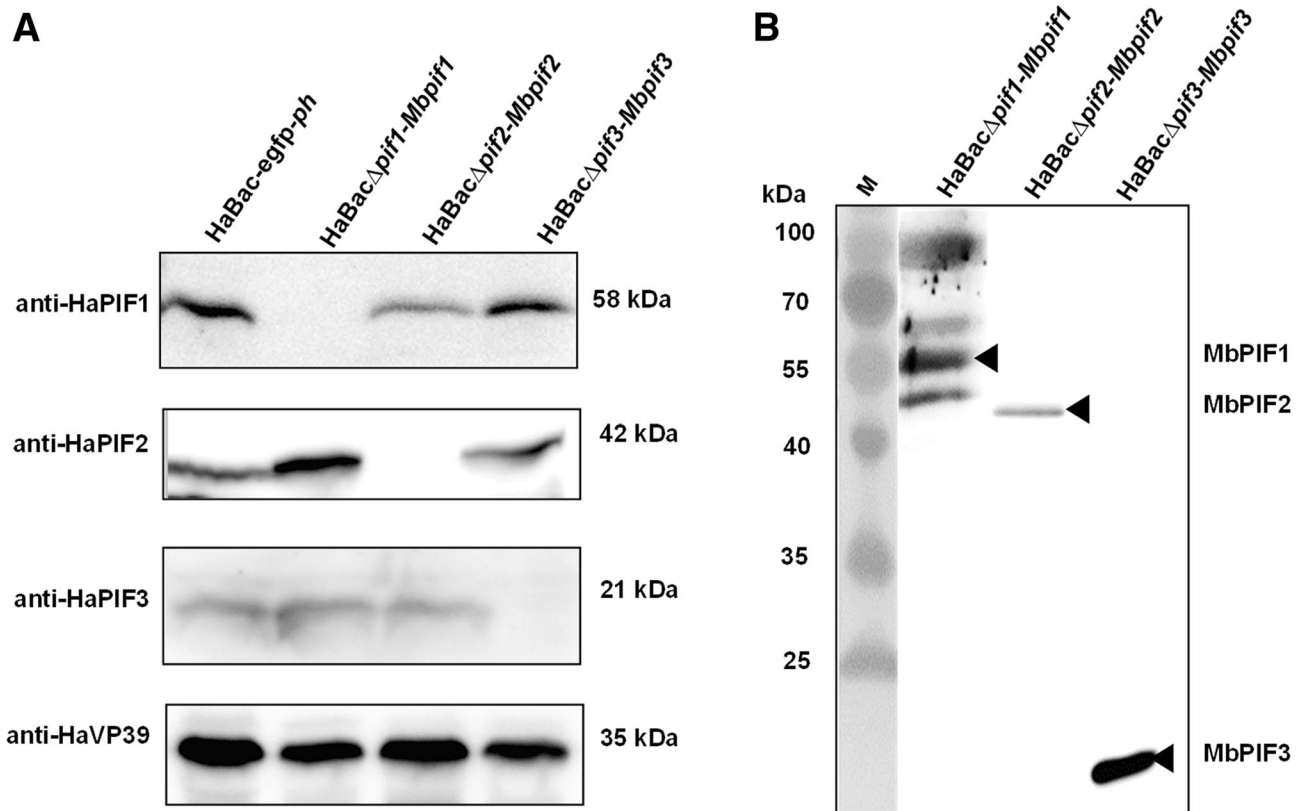 A
HaBac-egfp-ph
HaBacΔpif1-Mbpif1
HaBacΔpif2-Mbpif2
HaBacΔpif3-Mbpif3
anti-HaPIF1
58 kDa
anti-HaPIF2
42 kDa
anti-HaPIF3
21 kDa
anti-HaVP39
35 kDa
B
kDa
M
HaBacΔpif1-Mbpif1
HaBacΔpif2-Mbpif2
HaBacΔpif3-Mbpif3
100
70
55
40
35
25
MbPIF1
MbPIF2
MbPIF3